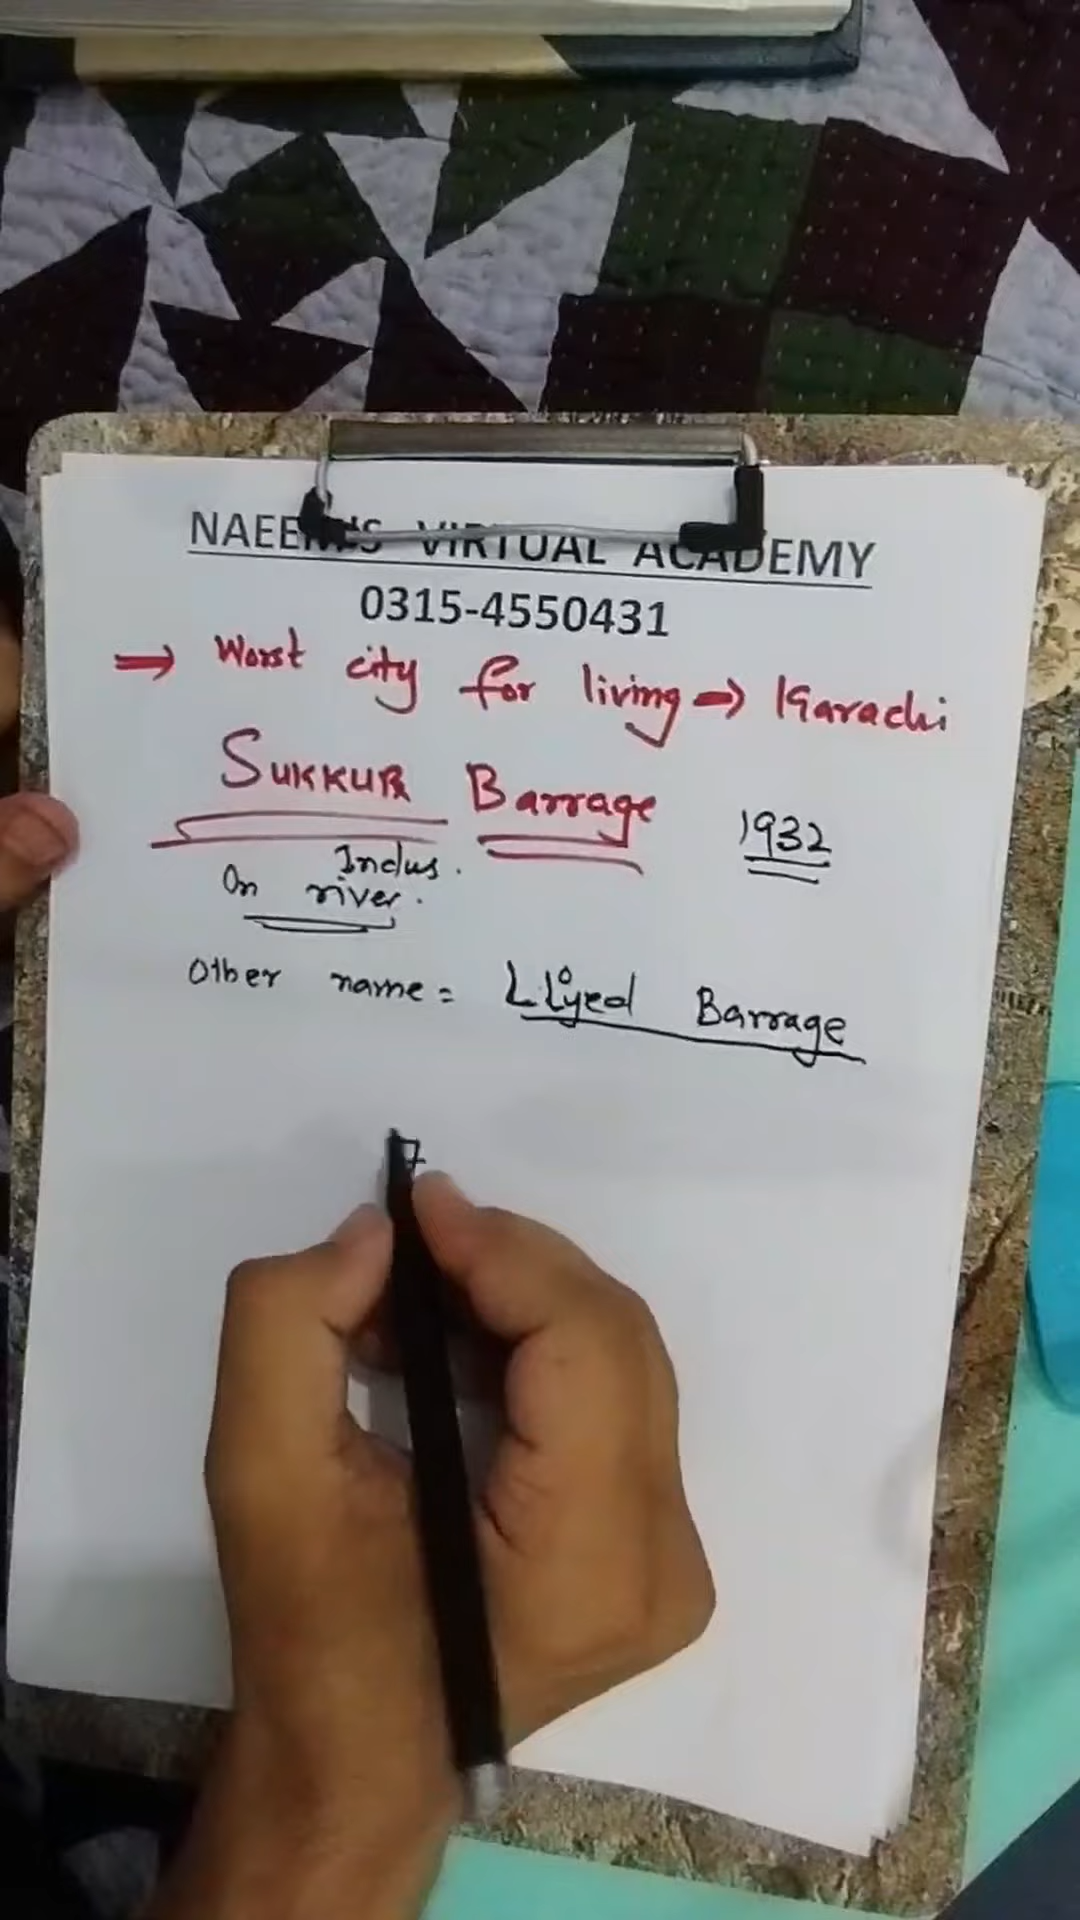 NAEEM'S VIRTUAL ACADEMY
0315-4550431
⇒ Worst city for living → Karachi
Sukkur Barrage 1932
On Indus river.
Other name = Lliyed Barrage